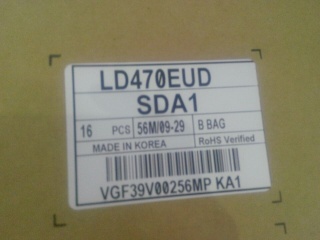 LD470EUD
SDA1
16 PCS 56M/09-29 B BAG
MADE IN KOREA RoHS Verified
VGF39V00256MP KA1